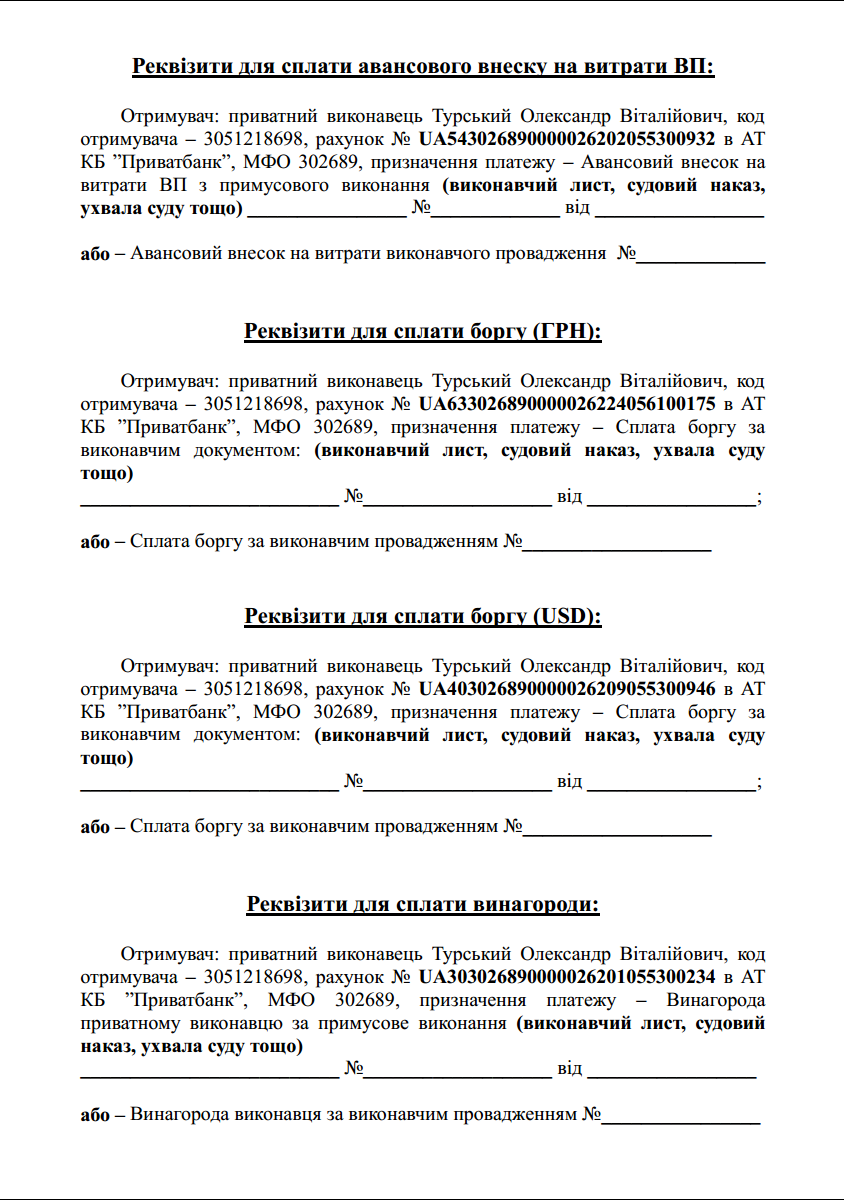 Реквізити для сплати авансового внеску на витрати ВП:
Отримувач: приватний виконавець Турський Олександр Віталійович, код
отримувача – 3051218698, рахунок № UA543026890000026202055300932 в АТ
КБ ”Приватбанк”, МФО 302689, призначення платежу – Авансовий внесок на
витрати ВП з примусового виконання (виконавчий лист, судовий наказ,
ухвала суду тощо) ________________ №_____________ від _________________
або – Авансовий внесок на витрати виконавчого провадження №_____________
Реквізити для сплати боргу (ГРН):
Отримувач: приватний виконавець Турський Олександр Віталійович, код
отримувача – 3051218698, рахунок № UA633026890000026224056100175 в АТ
КБ ”Приватбанк”, МФО 302689, призначення платежу – Сплата боргу за
виконавчим документом: (виконавчий лист, судовий наказ, ухвала суду
тощо)
__________________________ №___________________ від _________________;
або – Сплата боргу за виконавчим провадженням №___________________
Реквізити для сплати боргу (USD):
Отримувач: приватний виконавець Турський Олександр Віталійович, код
отримувача – 3051218698, рахунок № UA403026890000026209055300946 в АТ
КБ ”Приватбанк”, МФО 302689, призначення платежу – Сплата боргу за
виконавчим документом: (виконавчий лист, судовий наказ, ухвала суду
тощо)
__________________________ №___________________ від _________________;
або – Сплата боргу за виконавчим провадженням №___________________
Реквізити для сплати винагороди:
Отримувач: приватний виконавець Турський Олександр Віталійович, код
отримувача – 3051218698, рахунок № UA303026890000026201055300234 в АТ
КБ ”Приватбанк”, МФО 302689, призначення платежу – Винагорода
приватному виконавцю за примусове виконання (виконавчий лист, судовий
наказ, ухвала суду тощо)
__________________________ №___________________ від _________________
або – Винагорода виконавця за виконавчим провадженням №________________